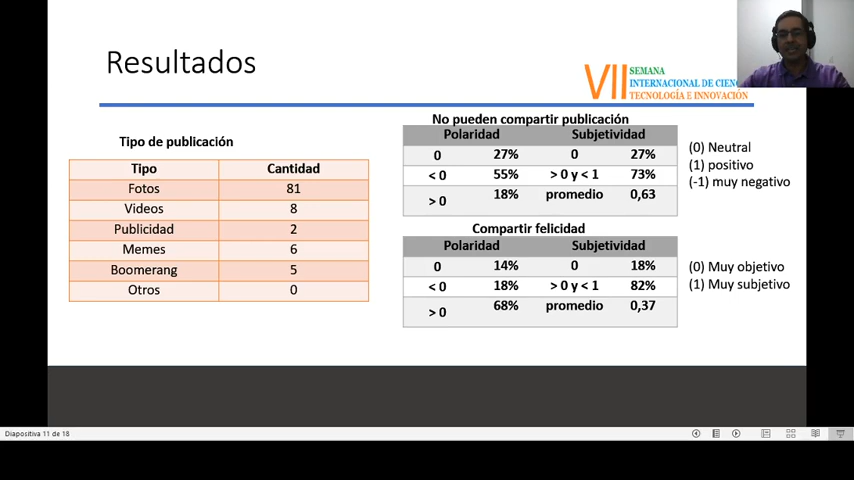 Resultados
VII SEMANA
INTERNACIONAL DE CIENC
TECNOLOGÍA E INNOVACIÓN
Tipo de publicación
Tipo Cantidad
Fotos 81
Videos 8
Publicidad 2
Memes 6
Boomerang 5
Otros 0
No pueden compartir publicación
Polaridad Subjetividad
0 27% 0 27%
< 0 55% > 0 y < 1 73%
> 0 18% promedio 0,63
(0) Neutral
(1) positivo
(-1) muy negativo
Compartir felicidad
Polaridad Subjetividad
0 14% 0 18%
< 0 18% > 0 y < 1 82%
> 0 68% promedio 0,37
(0) Muy objetivo
(1) Muy subjetivo
Diapositiva 11 de 18